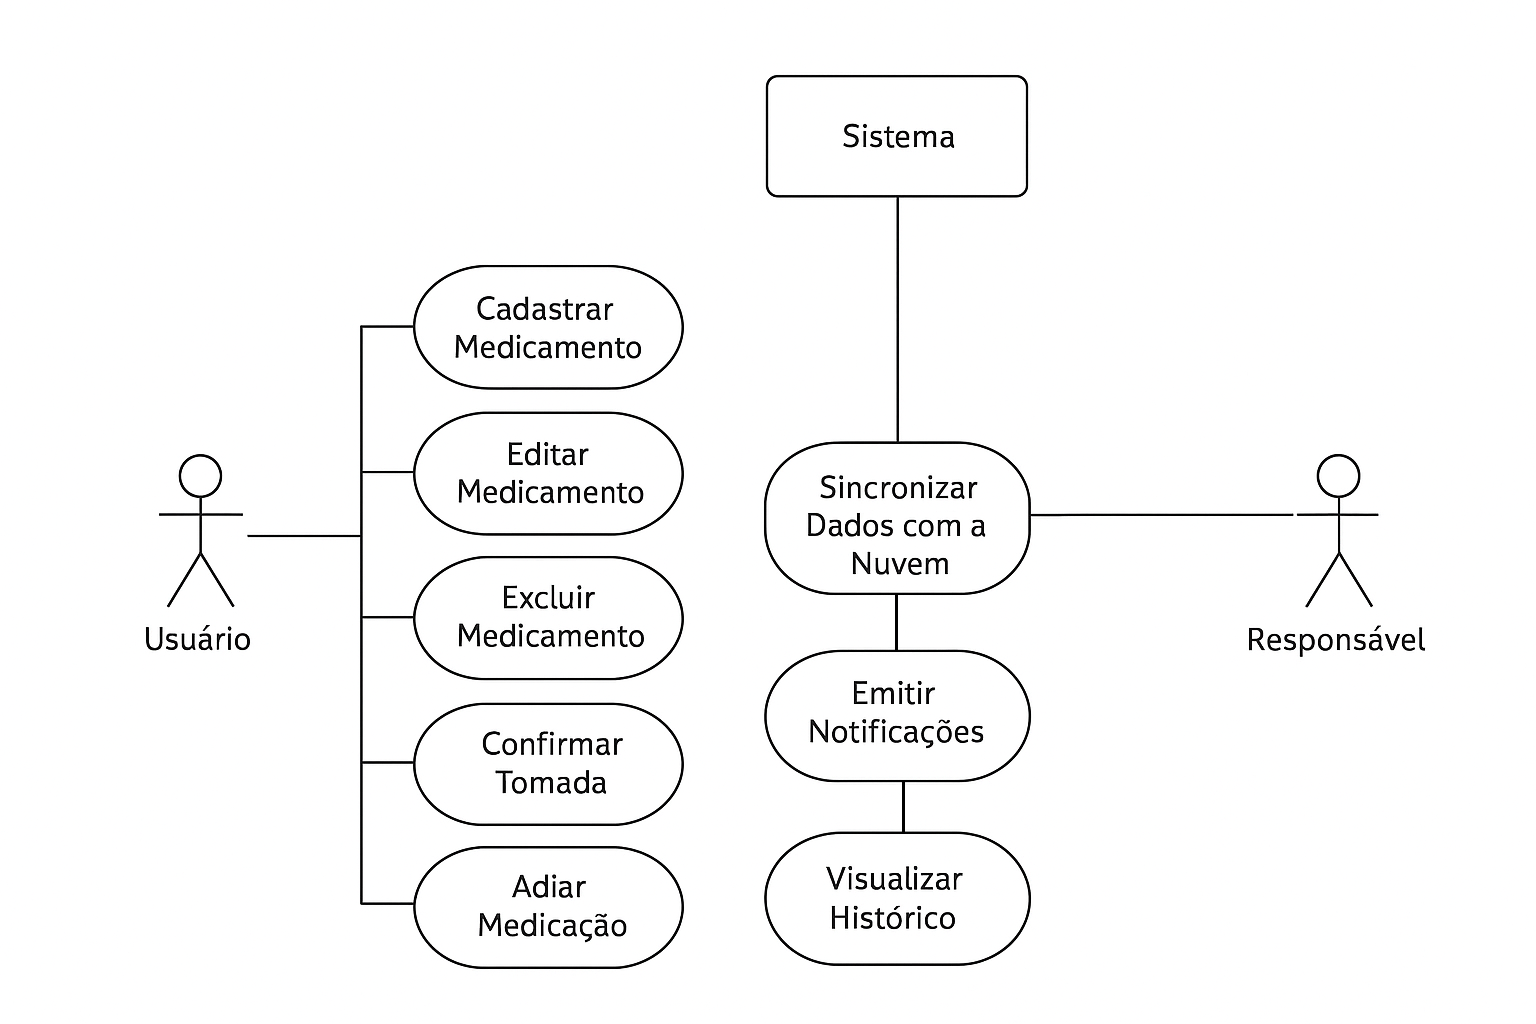 Sistema
Cadastrar
Medicamento
Editar
Medicamento
Excluir
Medicamento
Confirmar
Tomada
Adiar
Medicação
Usuário
Sincronizar
Dados com a
Nuvem
Emitir
Notificações
Visualizar
Histórico
Responsável